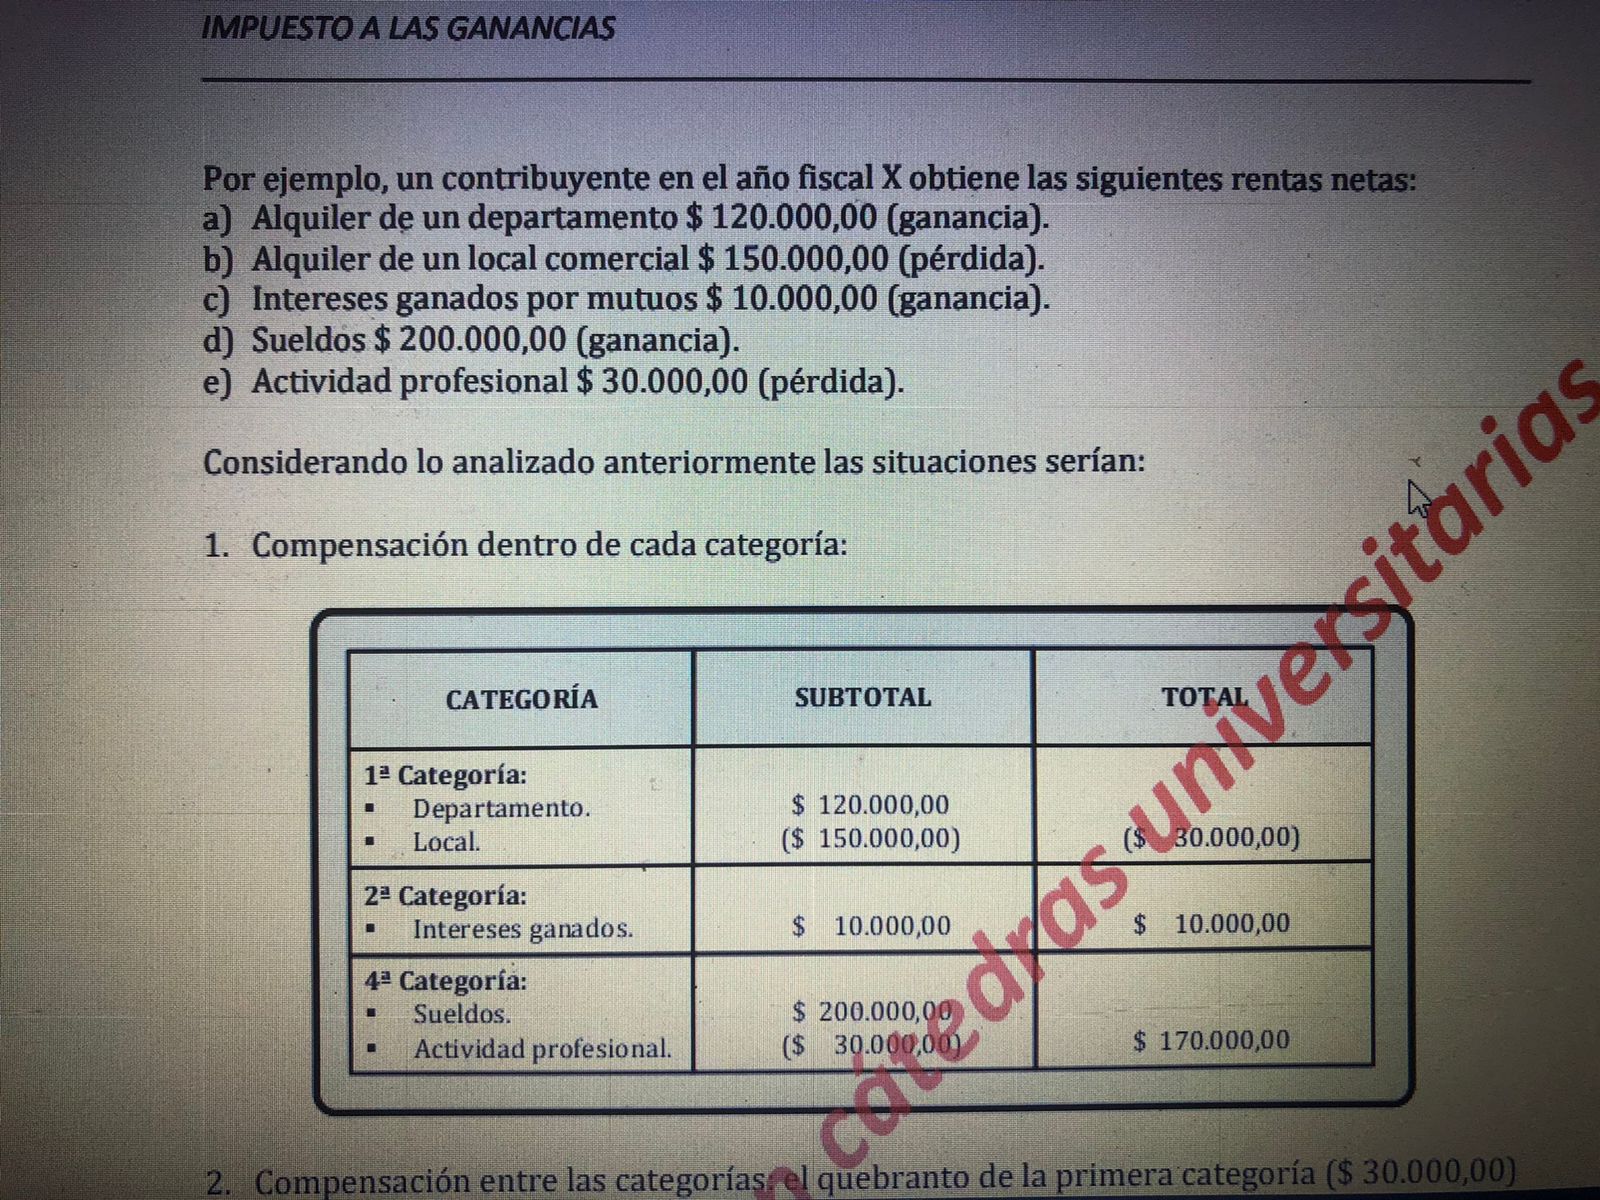 IMPUESTO A LAS GANANCIAS
Por ejemplo, un contribuyente en el año fiscal X obtiene las siguientes rentas netas:
a) Alquiler de un departamento $ 120.000,00 (ganancia).
b) Alquiler de un local comercial $ 150.000,00 (pérdida).
c) Intereses ganados por mutuos $ 10.000,00 (ganancia).
d) Sueldos $ 200.000,00 (ganancia).
e) Actividad profesional $ 30.000,00 (pérdida).
Considerando lo analizado anteriormente las situaciones serían:
1. Compensación dentro de cada categoría:
CATEGORÍA SUBTOTAL TOTAL
1ª Categoría:
▪ Departamento. $ 120.000,00
▪ Local. ($ 150.000,00) ($ 30.000,00)
2ª Categoría:
▪ Intereses ganados. $ 10.000,00 $ 10.000,00
4ª Categoría:
▪ Sueldos. $ 200.000,00
▪ Actividad profesional. ($ 30.000,00) $ 170.000,00
2. Compensación entre las categorías, el quebranto de la primera categoría ($ 30.000,00)
cátedras universitarias